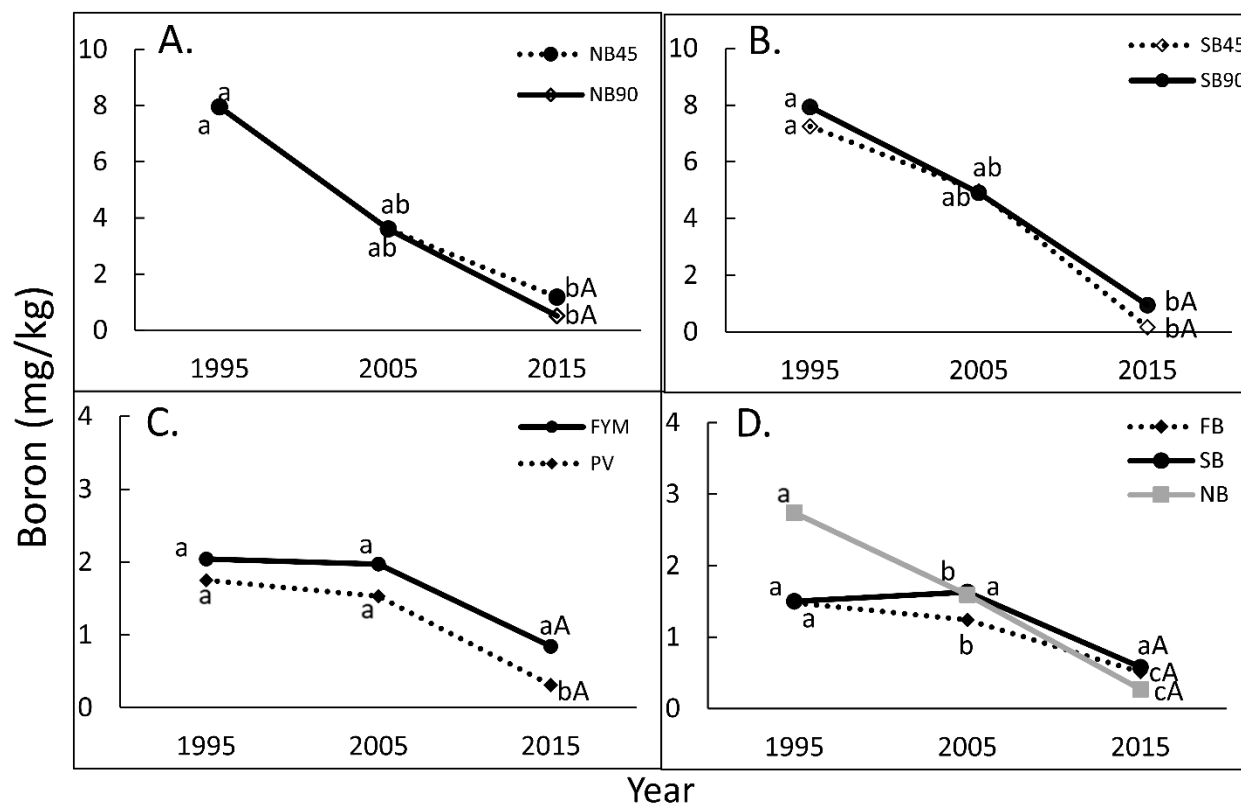 Boron (mg/kg)
A.
NB45
NB90
10
8
6
4
2
0
a
a
ab
ab
bA
bA
1995
2005
2015
B.
SB45
SB90
10
8
6
4
2
0
a
a
ab
ab
bA
bA
1995
2005
2015
C.
FYM
PV
4
3
2
1
0
a
a
a
a
aA
bA
1995
2005
2015
D.
FB
SB
NB
4
3
2
1
0
a
a
a
b
a
b
aA
cA
cA
1995
2005
2015
Year